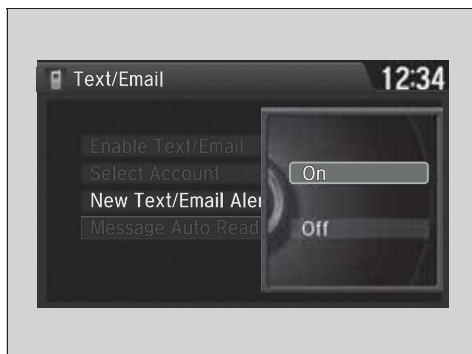 Text/Email
12:34
Enable Text/Email
Select Account
New Text/Email Aler
Message Auto Read
On
Off